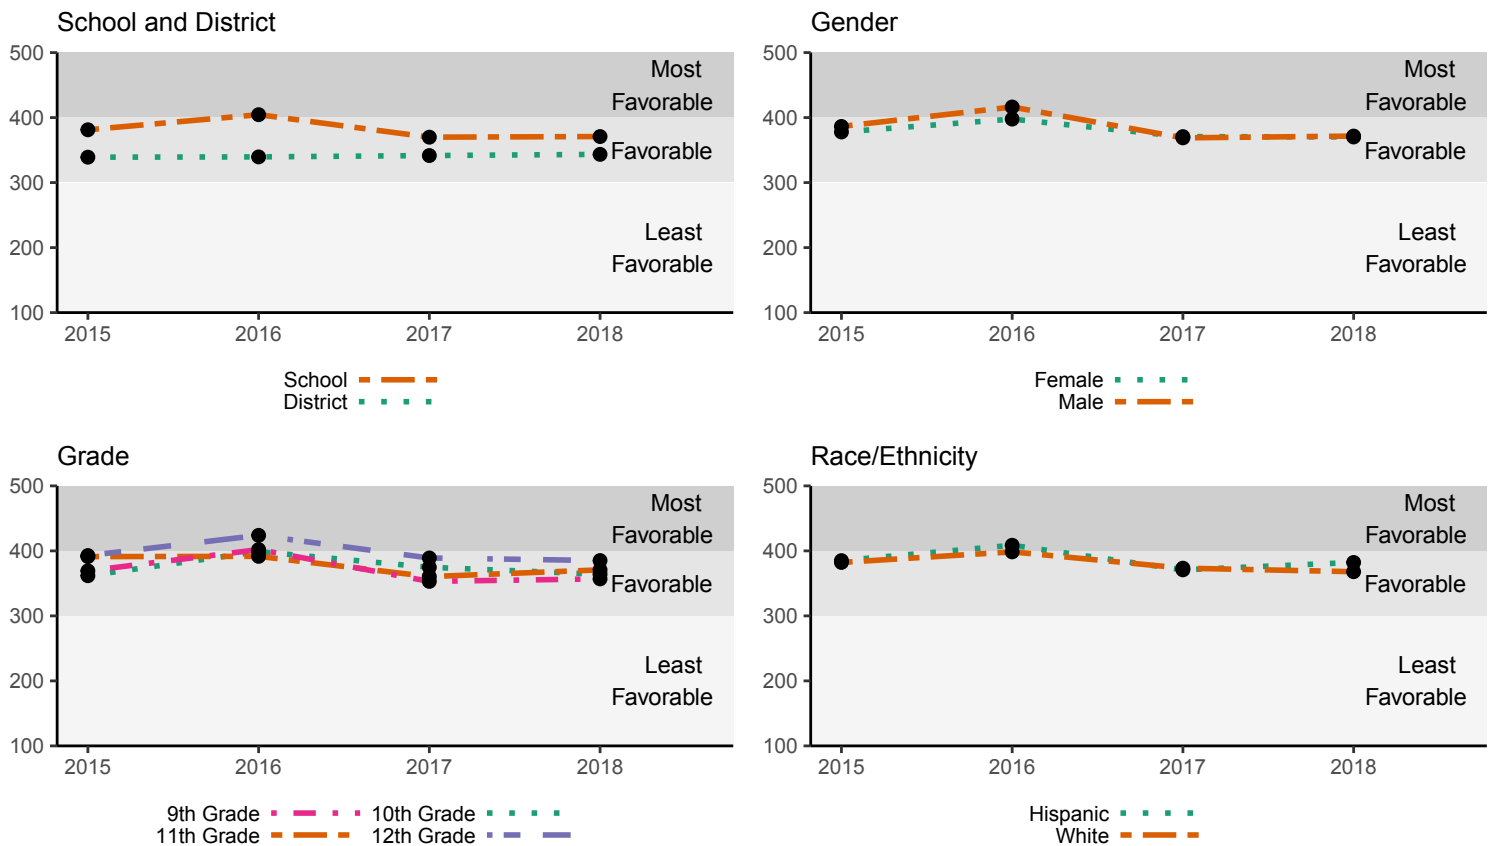 School and District
500
400
300
200
100
Most
Favorable
Favorable
Least
Favorable
2015 2016 2017 2018
School
District
Gender
500
400
300
200
100
Most
Favorable
Favorable
Least
Favorable
2015 2016 2017 2018
Female
Male
Grade
500
400
300
200
100
Most
Favorable
Favorable
Least
Favorable
2015 2016 2017 2018
9th Grade 10th Grade
11th Grade 12th Grade
Race/Ethnicity
500
400
300
200
100
Most
Favorable
Favorable
Least
Favorable
2015 2016 2017 2018
Hispanic
White